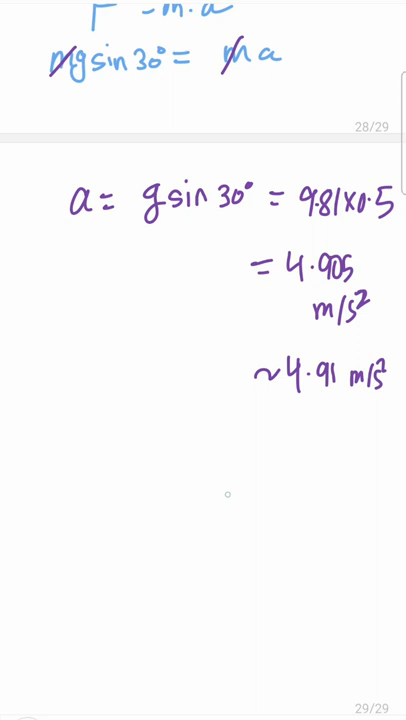 F = m.a
mg sin 30° = m a
28/29
a = g sin 30° = 9.81 x 0.5
= 4.905
m/s²
~ 4.91 m/s²
29/29